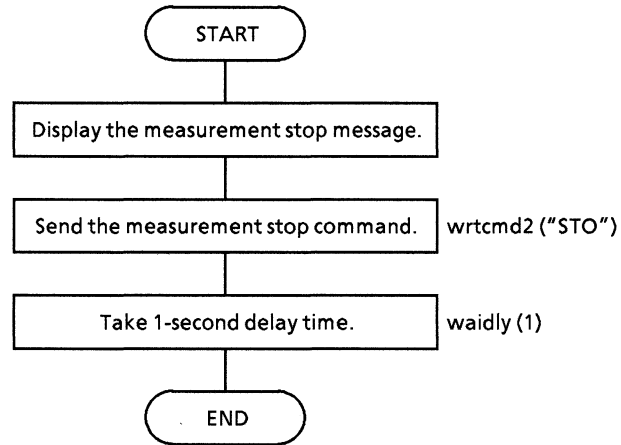 START
Display the measurement stop message.
Send the measurement stop command. wrtcmd2 (“STO”)
Take 1-second delay time. waidly (1)
END